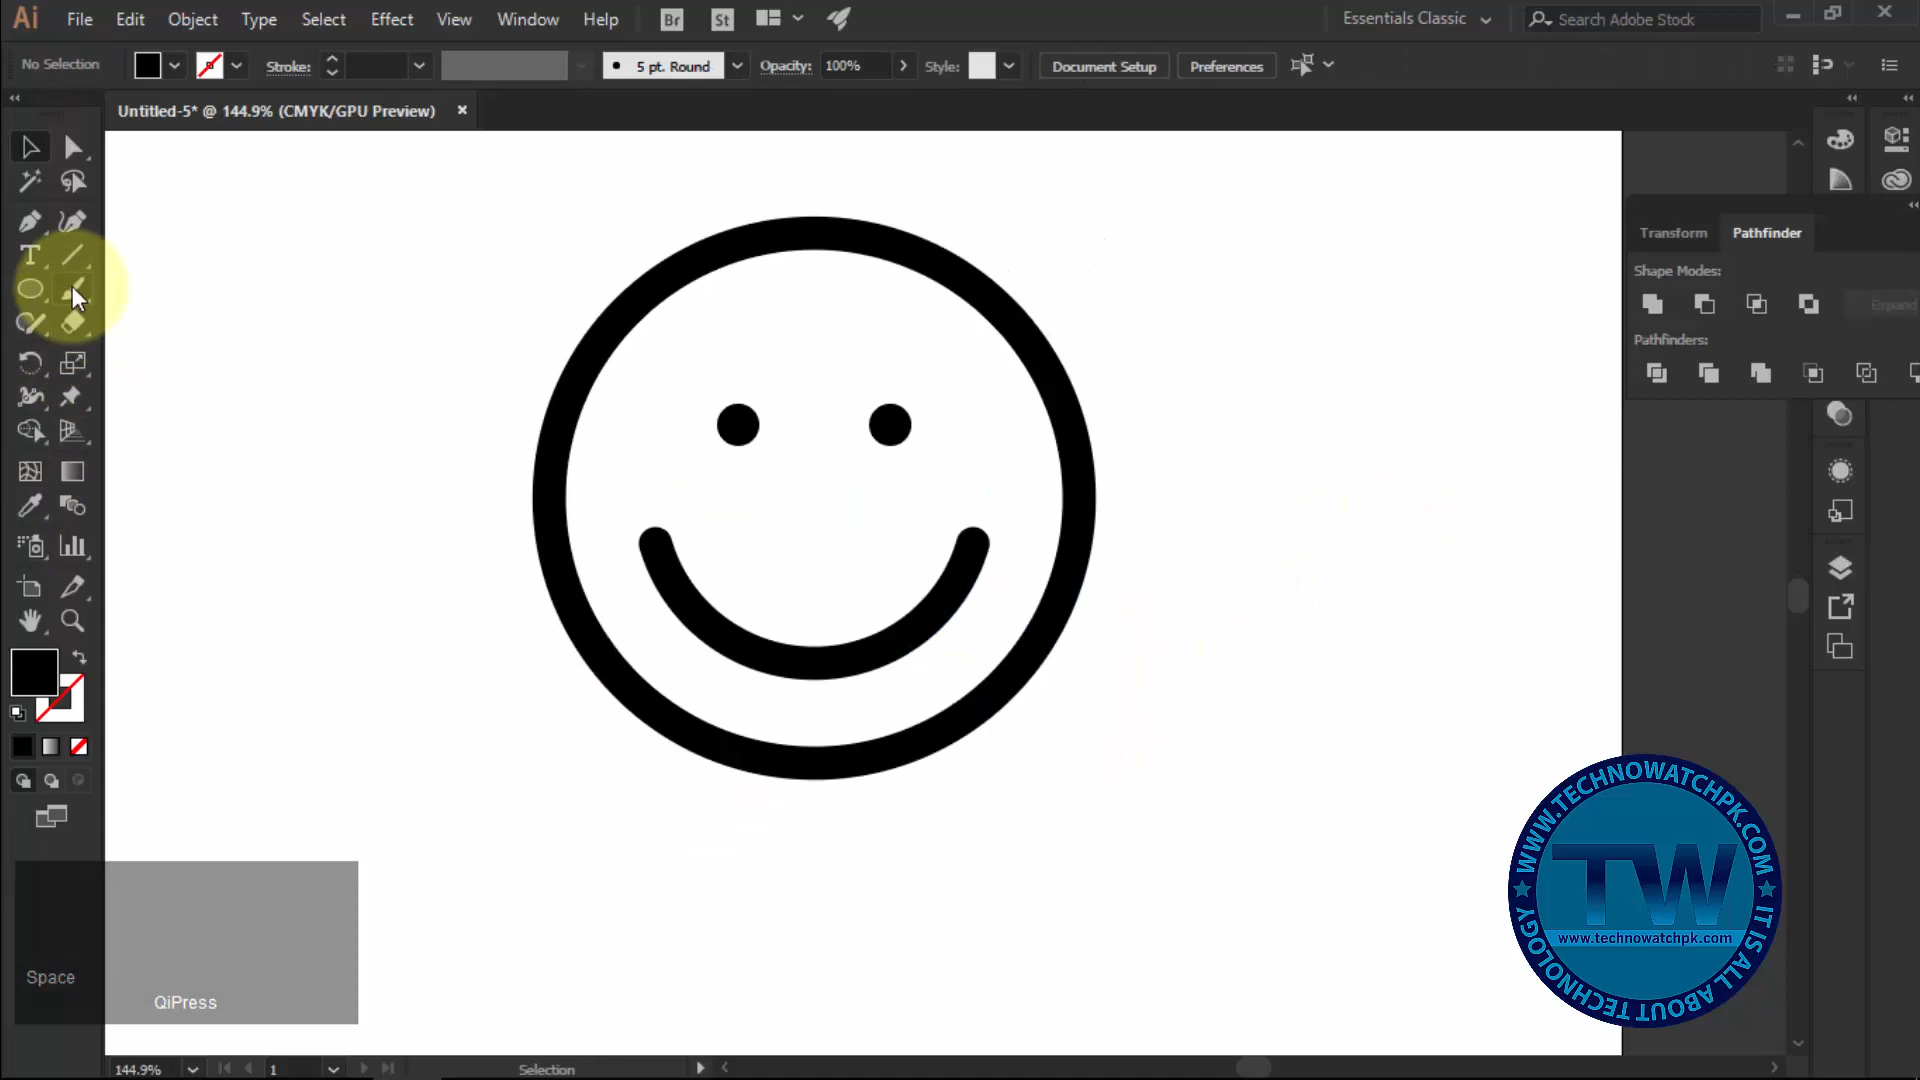 Ai File Edit Object Type Select Effect View Window Help Br St Essentials Classic Search Adobe Stock
No Selection Stroke: 5 pt. Round Opacity: 100% Style: Document Setup Preferences
Untitled-5* @ 144.9% (CMYK/GPU Preview)
T
Transform Pathfinder
Shape Modes:
Expand
Pathfinders:
WWW.TECHNOWATCHPK.COM
TW
www.technowatchpk.com
IT IS ALL ABOUT TECHNOLOGY
Space
QiPress
144.9% 1 Selection